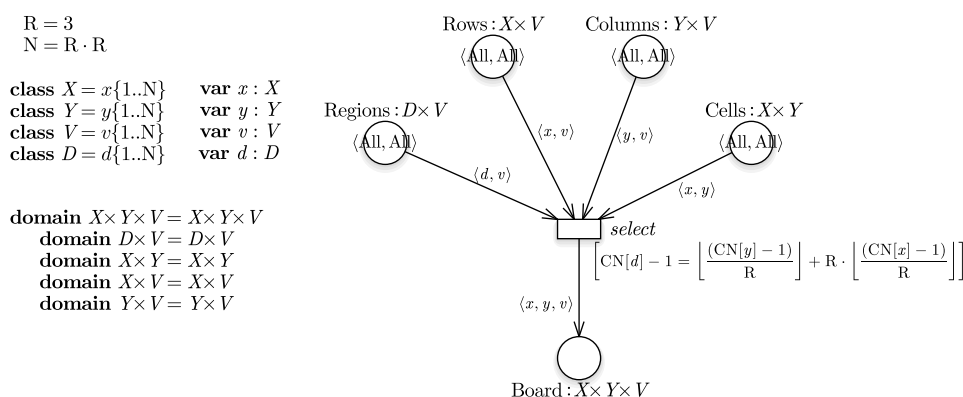 R = 3
N = R · R
class X = x{1..N} var x : X
class Y = y{1..N} var y : Y
class V = v{1..N} var v : V
class D = d{1..N} var d : D
domain X×Y×V = X×Y×V
domain D×V = D×V
domain X×Y = X×Y
domain X×V = X×V
domain Y×V = Y×V
Rows : X×V
⟨All, All⟩
Columns : Y×V
⟨All, All⟩
Regions : D×V
⟨All, All⟩
Cells : X×Y
⟨All, All⟩
⟨x, v⟩
⟨y, v⟩
⟨d, v⟩
⟨x, y⟩
select
[CN[d] − 1 = ⌊(CN[y] − 1)/R⌋ + R · ⌊(CN[x] − 1)/R⌋]
⟨x, y, v⟩
Board : X×Y×V